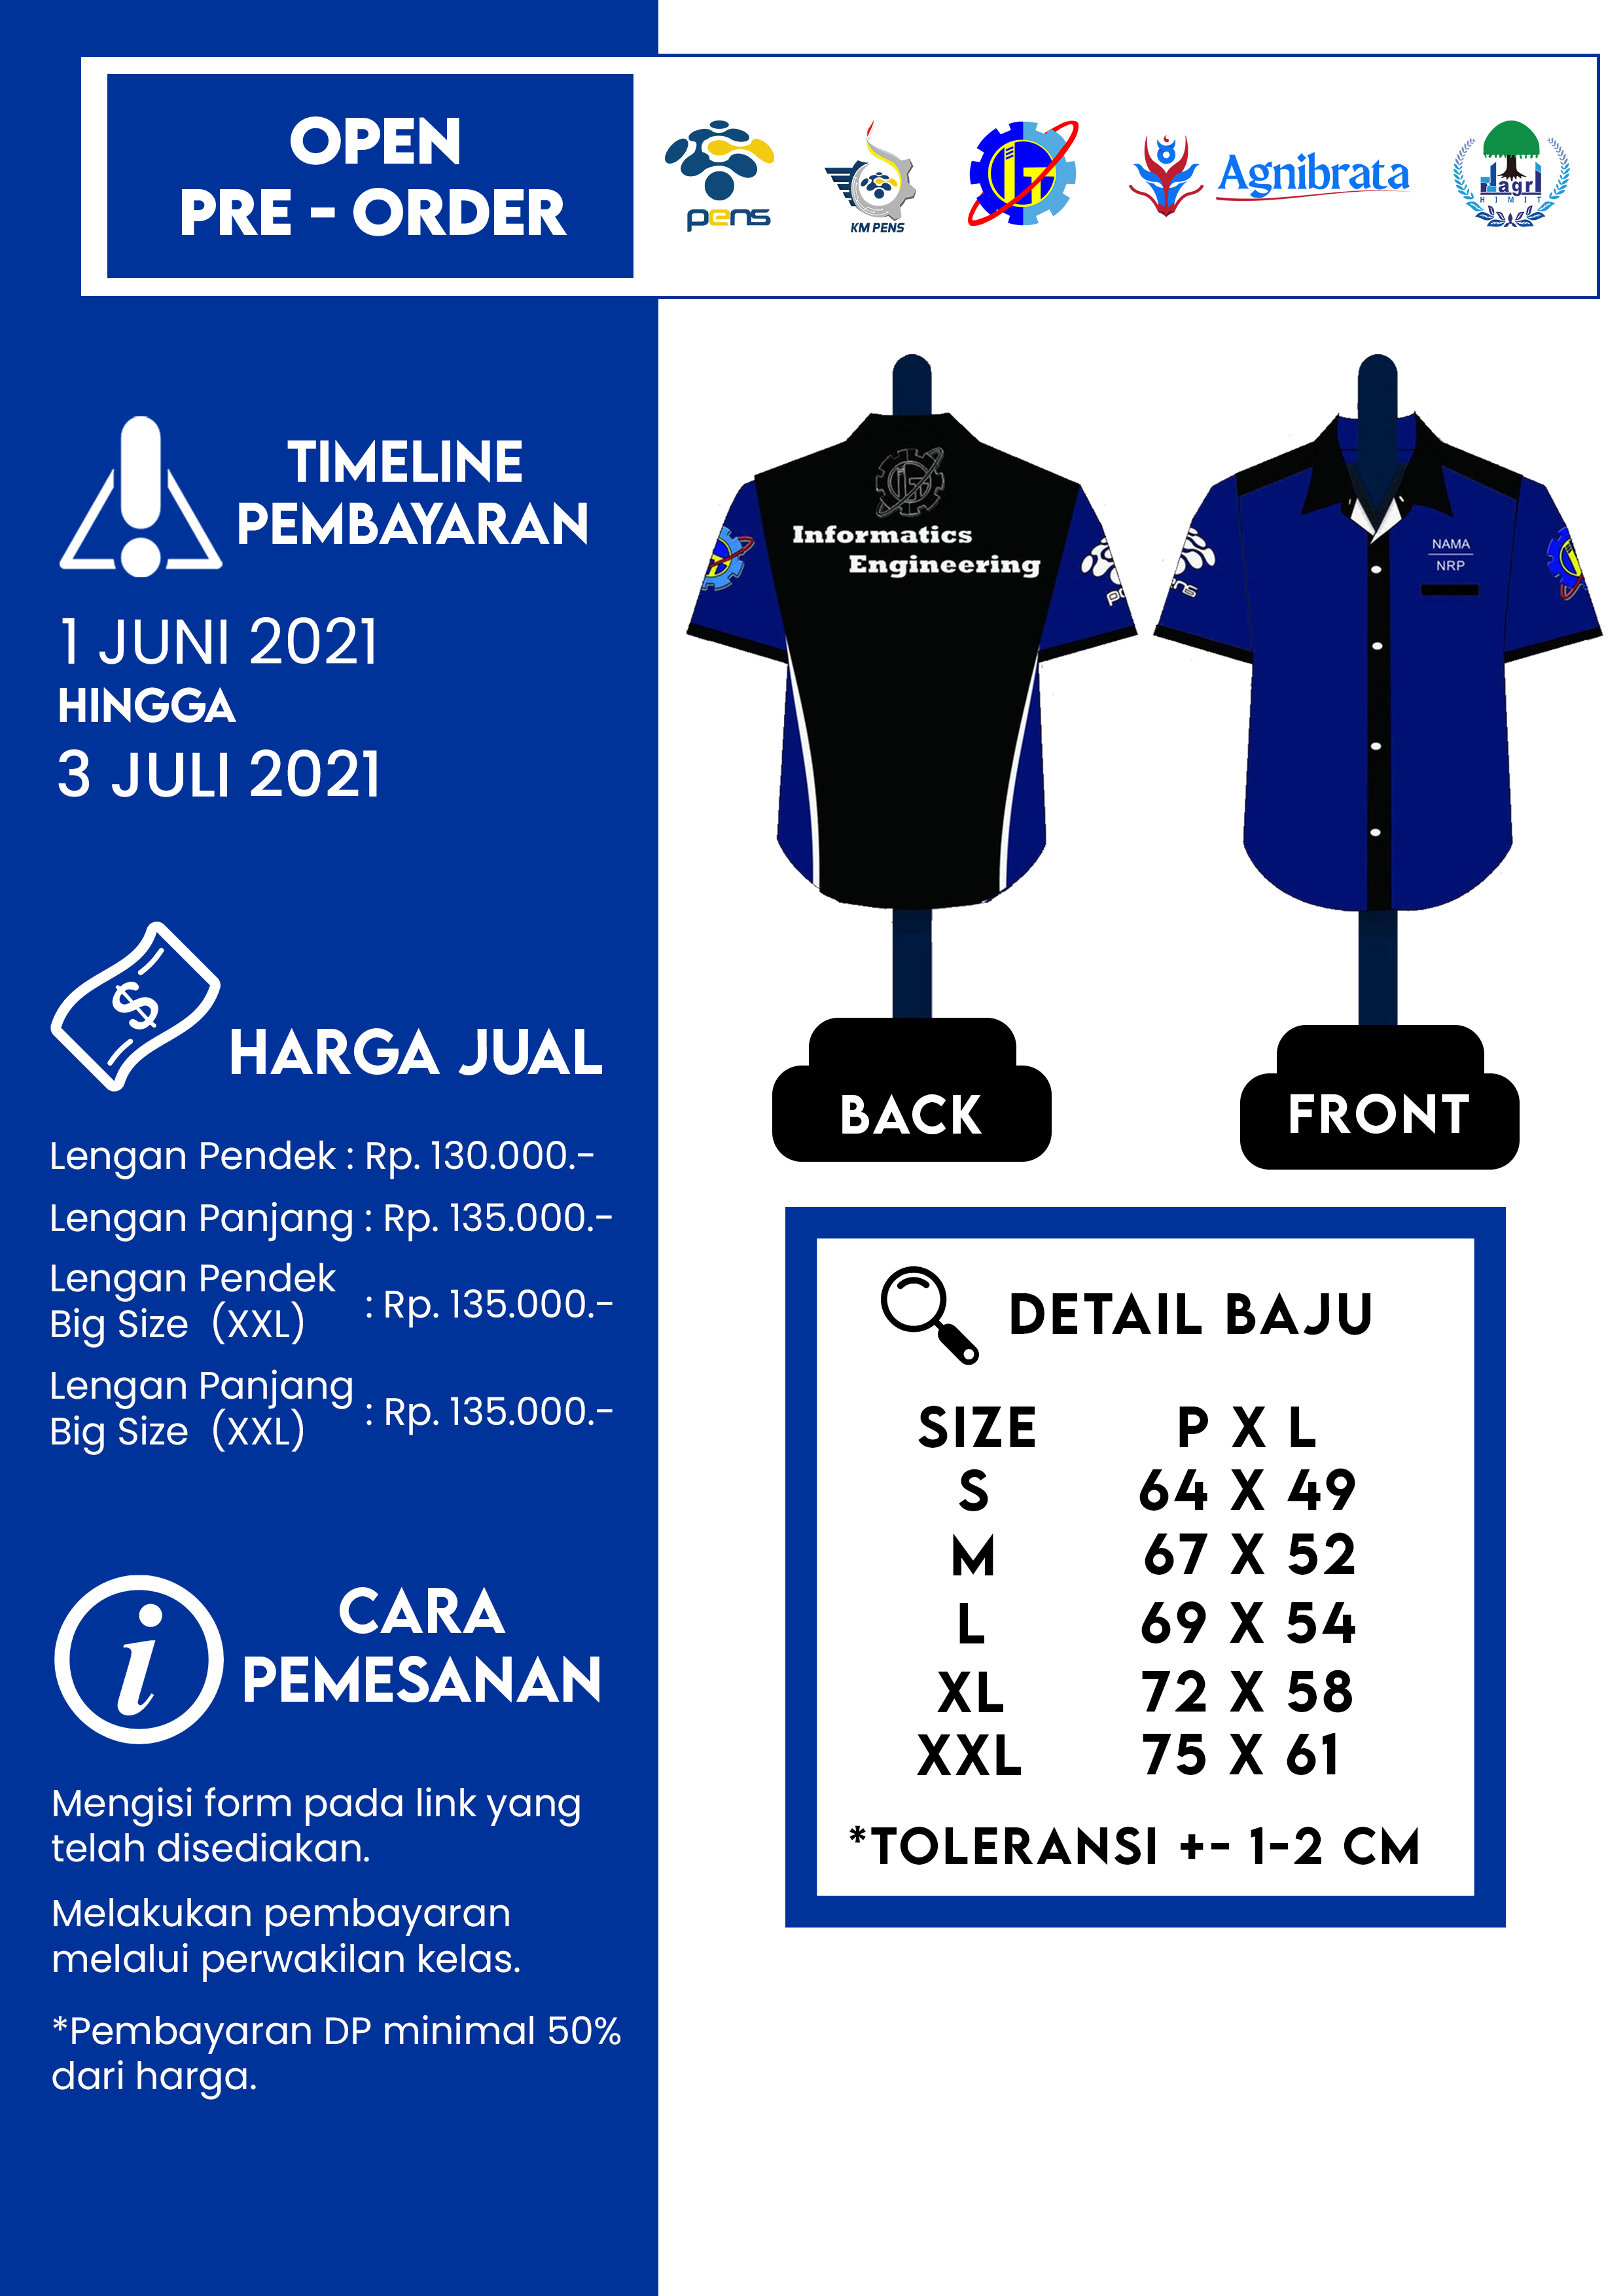 OPEN
PRE - ORDER
pens
KM PENS
IT
Agnibrata
agri
HIMIT
TIMELINE
PEMBAYARAN
1 JUNI 2021
HINGGA
3 JULI 2021
HARGA JUAL
Lengan Pendek : Rp. 130.000.-
Lengan Panjang : Rp. 135.000.-
Lengan Pendek
Big Size (XXL) : Rp. 135.000.-
Lengan Panjang
Big Size (XXL) : Rp. 135.000.-
CARA
PEMESANAN
Mengisi form pada link yang
telah disediakan.
Melakukan pembayaran
melalui perwakilan kelas.
*Pembayaran DP minimal 50%
dari harga.
Informatics
Engineering
NAMA
NRP
BACK
FRONT
DETAIL BAJU
SIZE P X L
S 64 X 49
M 67 X 52
L 69 X 54
XL 72 X 58
XXL 75 X 61
*TOLERANSI +- 1-2 CM